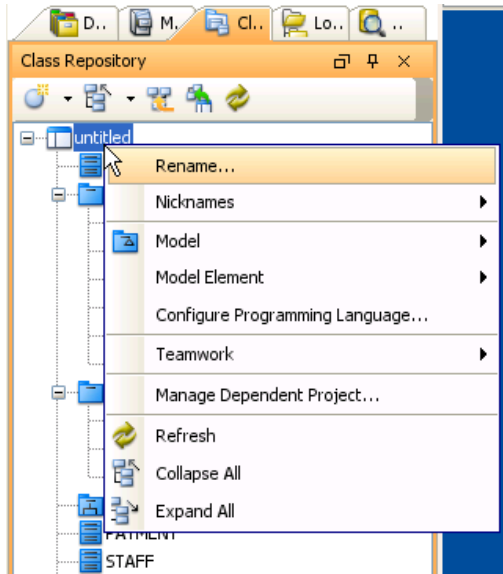 D.. M. Cl.. Lo.. ..
Class Repository
untitled
Rename...
Nicknames
Model
Model Element
Configure Programming Language...
Teamwork
Manage Dependent Project...
Refresh
Collapse All
Expand All
PAYMENT
STAFF